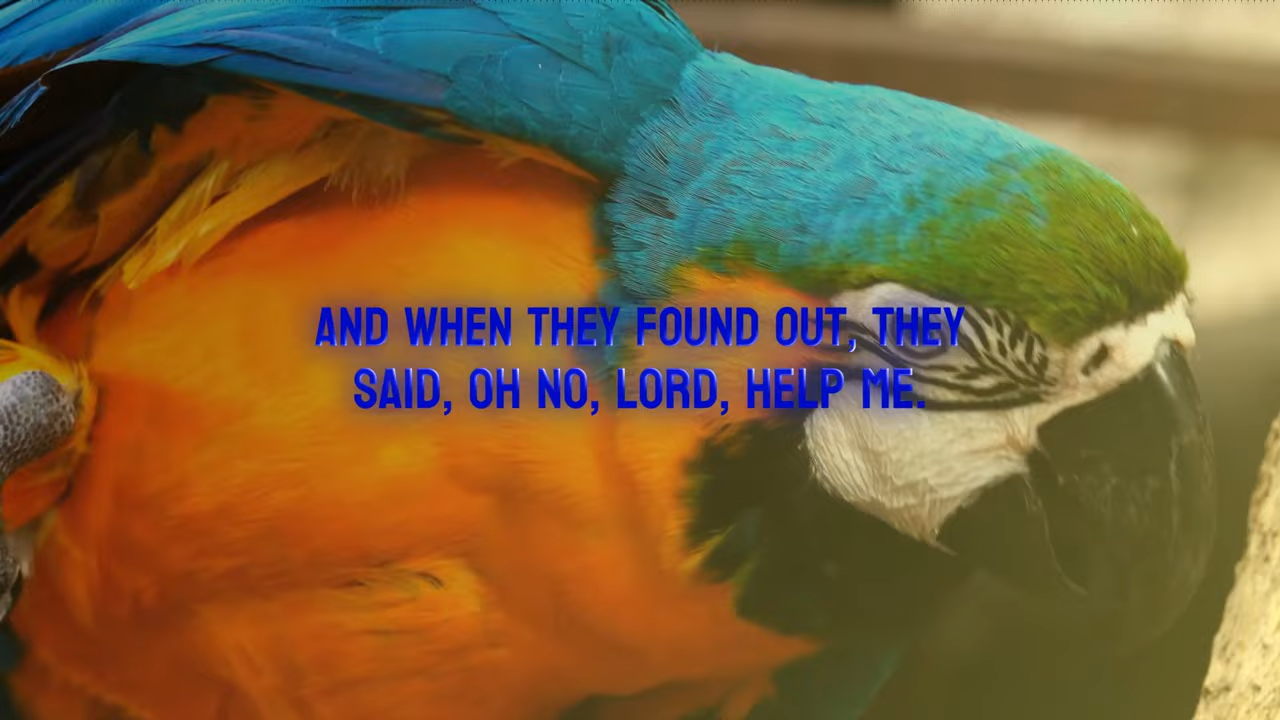 AND WHEN THEY FOUND OUT, THEY
SAID, OH NO, LORD, HELP ME.